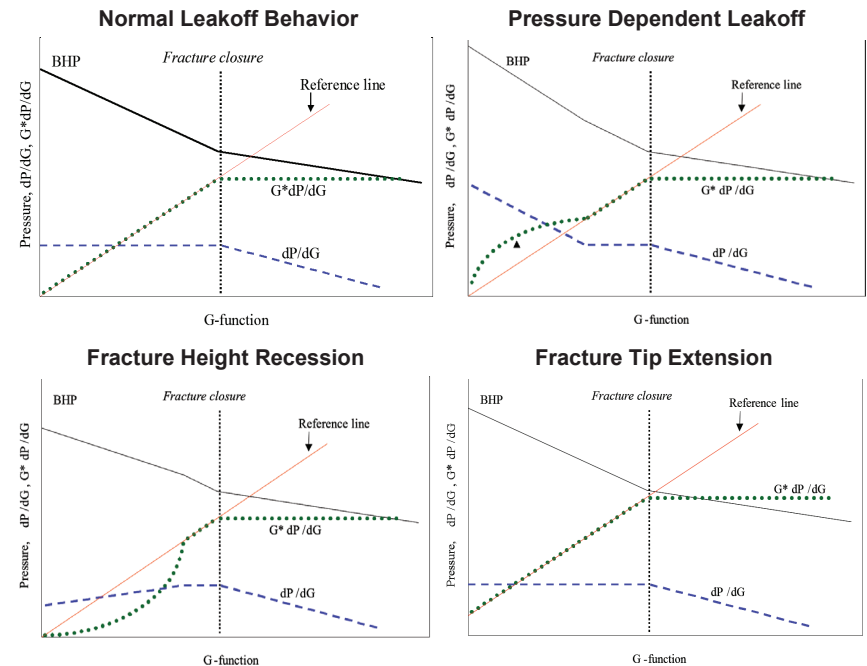 Normal Leakoff Behavior
BHP
Fracture closure
Reference line
G*dP/dG
dP/dG
Pressure, dP/dG, G*dP/dG
G-function
Pressure Dependent Leakoff
BHP
Fracture closure
Reference line
G* dP /dG
dP /dG
Pressure, dP /dG , G* dP /dG
G -function
Fracture Height Recession
BHP
Fracture closure
Reference line
G* dP /dG
dP /dG
Pressure, dP /dG , G* dP /dG
G -function
Fracture Tip Extension
BHP
Fracture closure
Reference line
G* dP /dG
dP /dG
Pressure, dP /dG , G* dP /dG
G -function